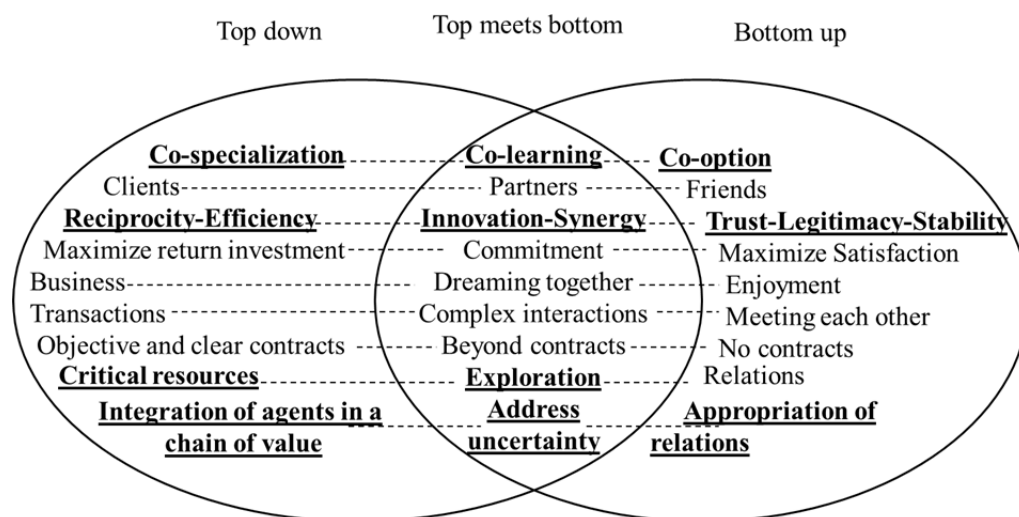 Top down Top meets bottom Bottom up
Co-specialization Co-learning Co-option
Clients Partners Friends
Reciprocity-Efficiency Innovation-Synergy Trust-Legitimacy-Stability
Maximize return investment Commitment Maximize Satisfaction
Business Dreaming together Enjoyment
Transactions Complex interactions Meeting each other
Objective and clear contracts Beyond contracts No contracts
Critical resources Exploration Relations
Integration of agents in a Address Appropriation of
chain of value uncertainty relations